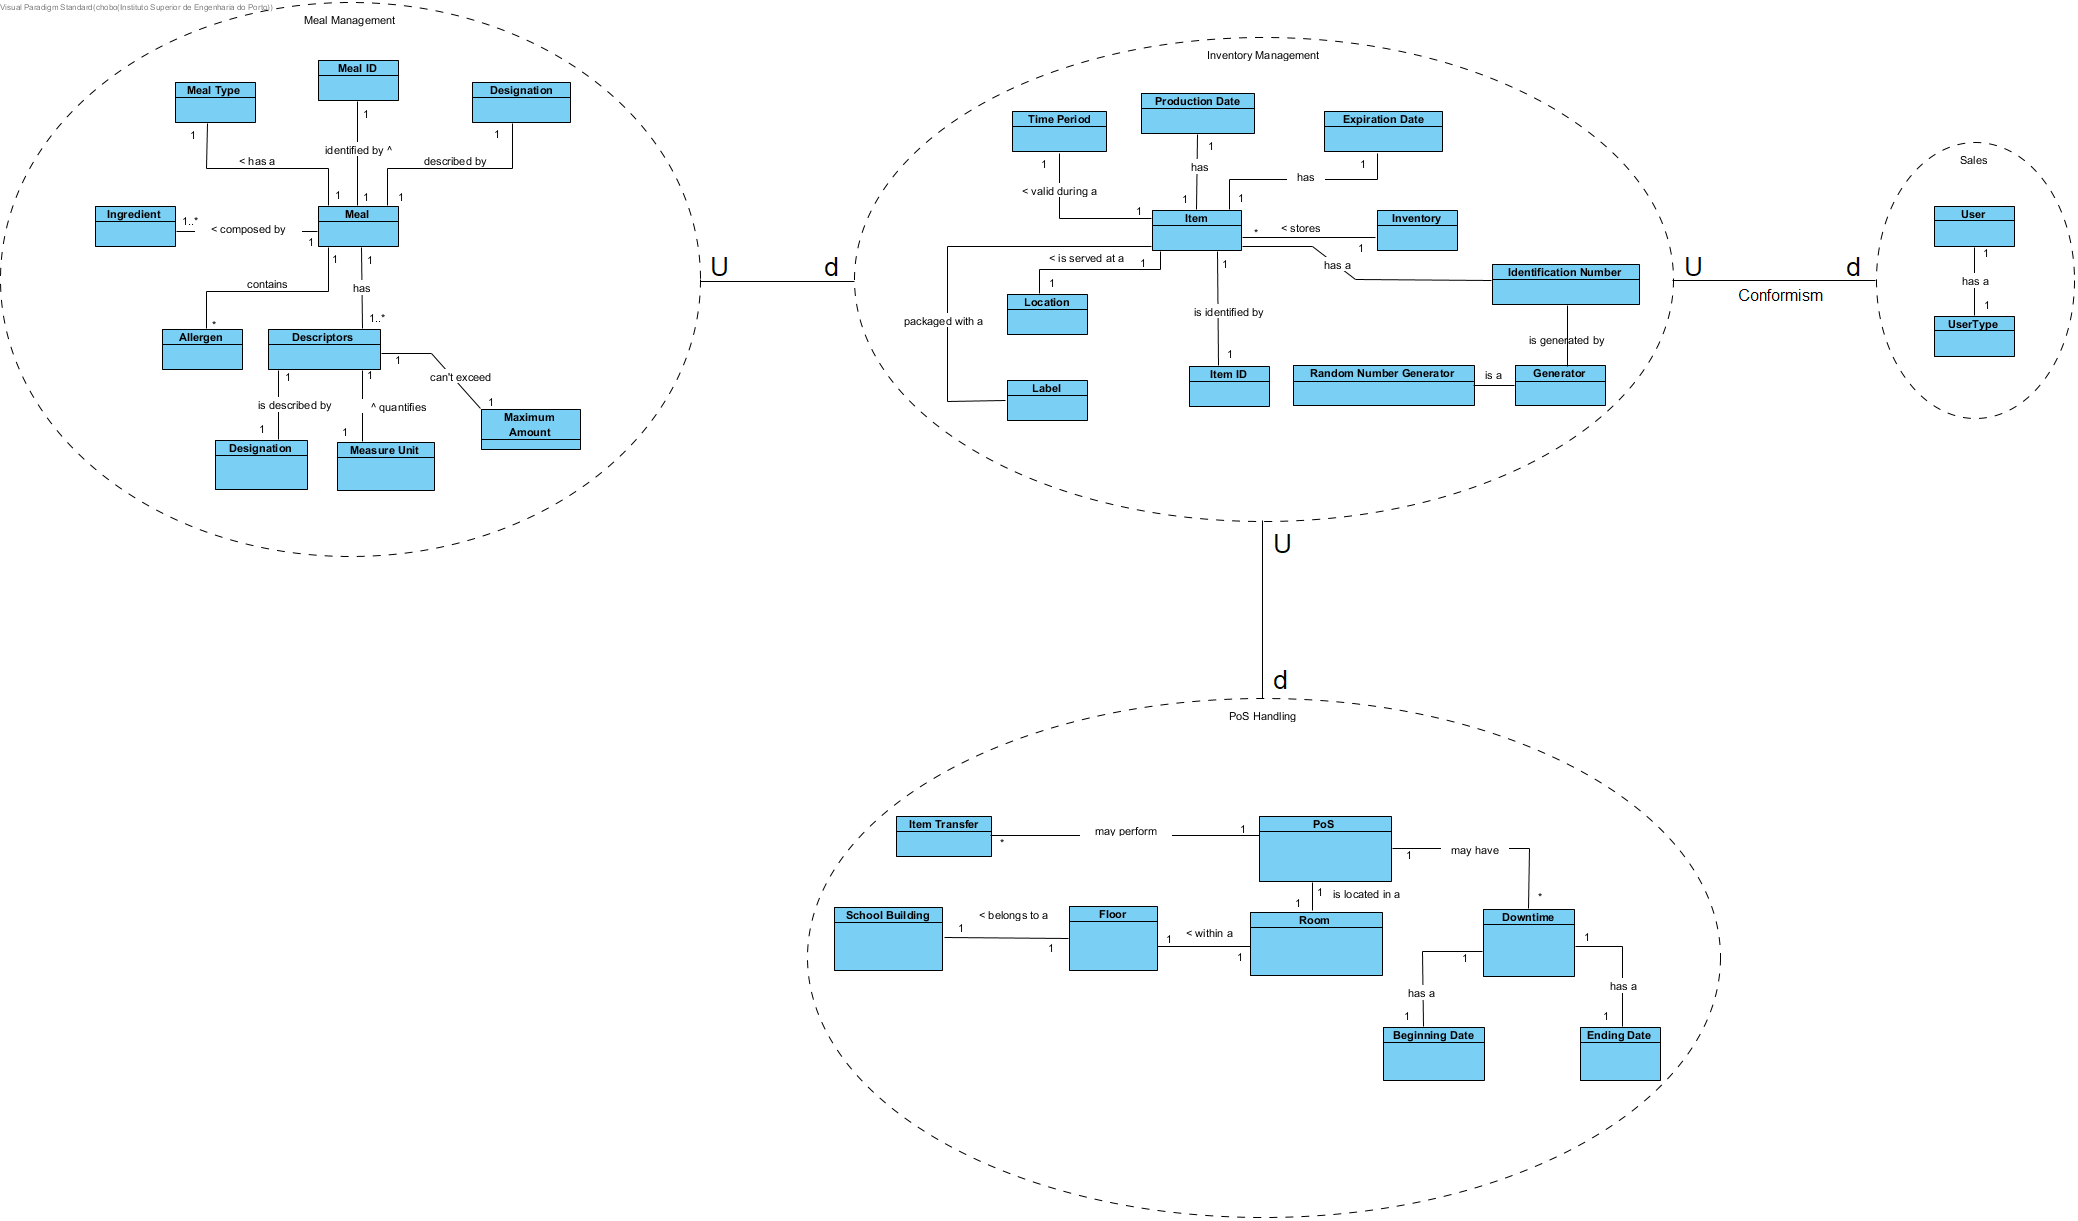 Visual Paradigm Standard(chobo(Instituto Superior de Engenharia do Porto))
Meal Management
Meal ID
Meal Type
Designation
1
1
1
identified by ^
< has a
described by
1
1
1
Ingredient
1..*
< composed by
1
Meal
1
1
contains
has
*
1..*
Allergen
Descriptors
1
1
1
can't exceed
is described by
^ quantifies
1
1
1
Maximum
Amount
Designation
Measure Unit
U
d
Inventory Management
Time Period
Production Date
Expiration Date
1
1
1
has
has
< valid during a
1
1
1
Item
*
< stores
1
Inventory
< is served at a
1
1
has a
Identification Number
1
Location
is identified by
packaged with a
is generated by
1
Label
Item ID
Random Number Generator
is a
Generator
U
d
Conformism
Sales
User
1
has a
1
UserType
U
d
PoS Handling
Item Transfer
*
may perform
1
PoS
1
may have
*
1
is located in a
1
School Building
1
< belongs to a
1
Floor
1
< within a
1
Room
Downtime
1
1
has a
has a
1
1
Beginning Date
Ending Date